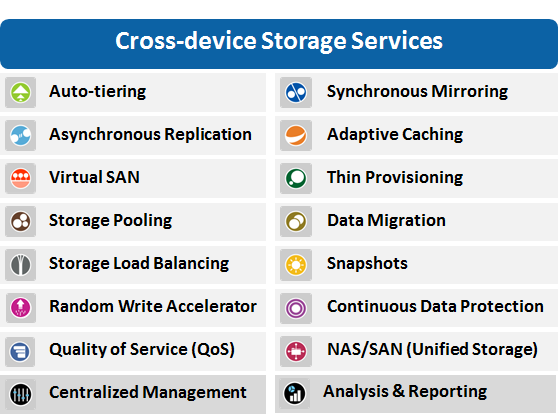 Cross-device Storage Services
Auto-tiering
Synchronous Mirroring
Asynchronous Replication
Adaptive Caching
Virtual SAN
Thin Provisioning
Storage Pooling
Data Migration
Storage Load Balancing
Snapshots
Random Write Accelerator
Continuous Data Protection
Quality of Service (QoS)
NAS/SAN (Unified Storage)
Centralized Management
Analysis & Reporting